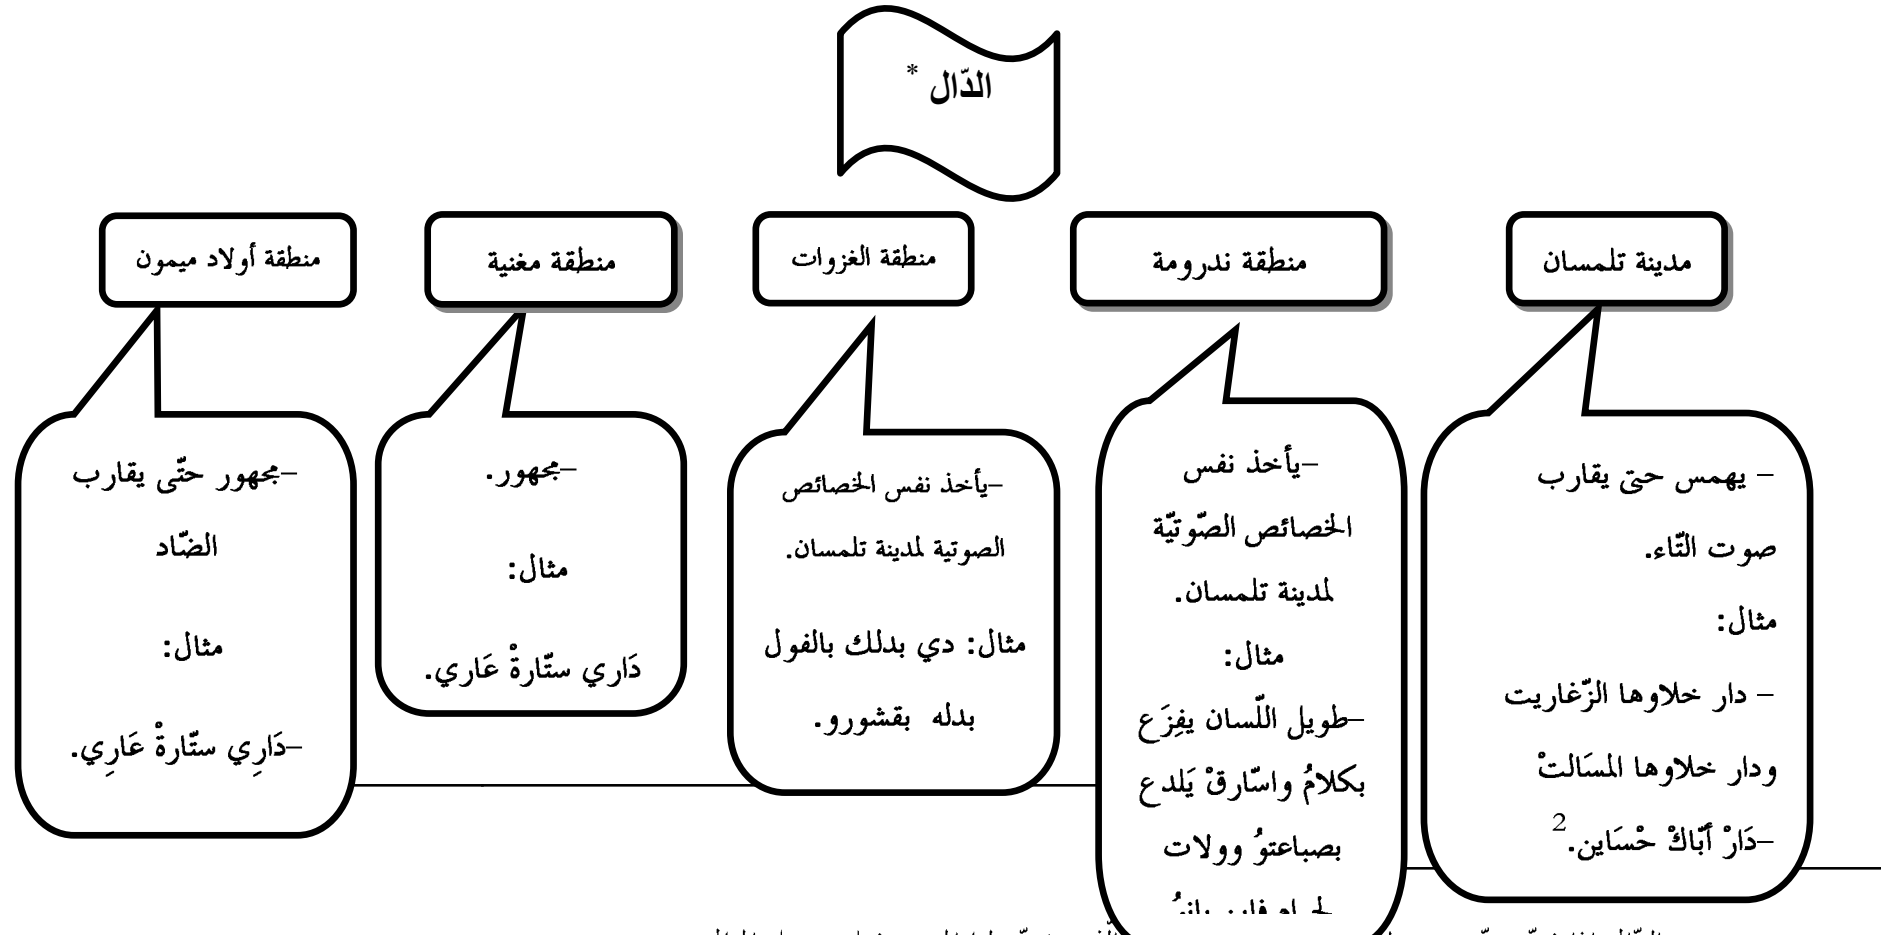 الدّال *
مدينة تلمسان
منطقة ندرومة
منطقة الغزوات
منطقة مغنية
منطقة أولاد ميمون
– يهمس حتى يقارب
صوت التّاء.
مثال:
– دار خلاوها الزّغاريت
ودار خلاوها المسَالتْ
–دَارْ أبّاكْ حْسَاين.2
–يأخذ نفس
الخصائص الصّوتيّة
لمدينة تلمسان.
مثال:
–طويل اللّسان يفِزَع
بكلامُ واسّارقْ يَلدع
بصباعتوُ وولات
–يأخذ نفس الخصائص
الصوتية لمدينة تلمسان.
مثال: دي بدلك بالفول
بدله بقشورو.
–مجهور.
مثال:
دَاري ستّارةْ عَاري.
–مجهور حتّى يقارب
الضّاد
مثال:
–دَارِي ستّارةْ عَارِي.